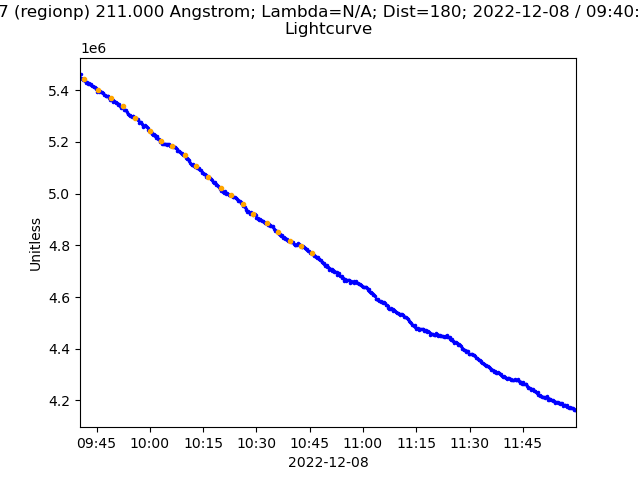 7 (regionp) 211.000 Angstrom; Lambda=N/A; Dist=180; 2022-12-08 / 09:40:
Lightcurve
1e6
5.4
5.2
5.0
4.8
4.6
4.4
4.2
Unitless
09:45 10:00 10:15 10:30 10:45 11:00 11:15 11:30 11:45
2022-12-08